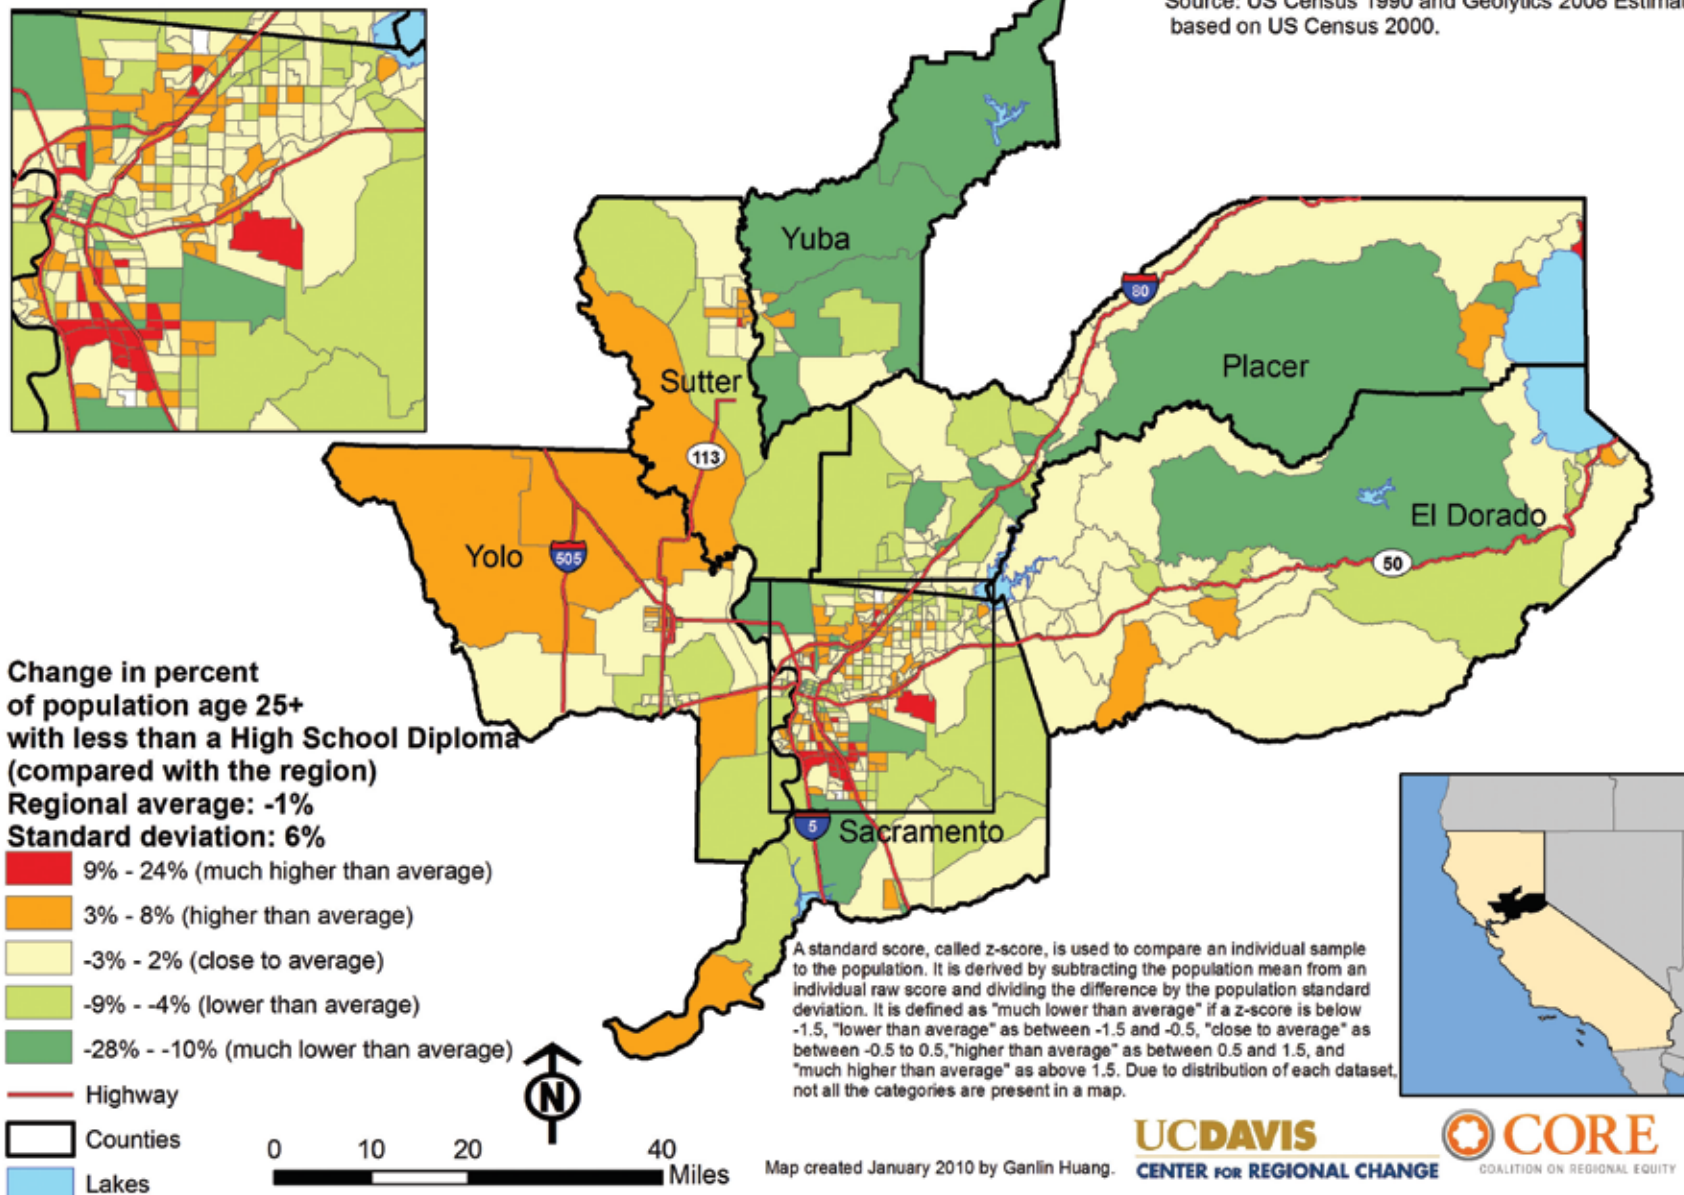 Source: US Census 1990 and Geolytics 2008
based on US Census 2000.
Yuba
80
Placer
Sutter
113
El Dorado
Yolo
505
50
5
Sacramento
Change in percent
of population age 25+
with less than a High School Diploma
(compared with the region)
Regional average: -1%
Standard deviation: 6%
9% - 24% (much higher than average)
3% - 8% (higher than average)
-3% - 2% (close to average)
-9% - -4% (lower than average)
-28% - -10% (much lower than average)
Highway
Counties
Lakes
N
0 10 20 40
Miles
A standard score, called z-score, is used to compare an individual sample
to the population. It is derived by subtracting the population mean from an
individual raw score and dividing the difference by the population standard
deviation. It is defined as "much lower than average" if a z-score is below
-1.5, "lower than average" as between -1.5 and -0.5, "close to average" as
between -0.5 to 0.5,"higher than average" as between 0.5 and 1.5, and
"much higher than average" as above 1.5. Due to distribution of each dataset,
not all the categories are present in a map.
Map created January 2010 by Ganlin Huang.
UCDAVIS
CENTER FOR REGIONAL CHANGE
CORE
COALITION ON REGIONAL EQUITY